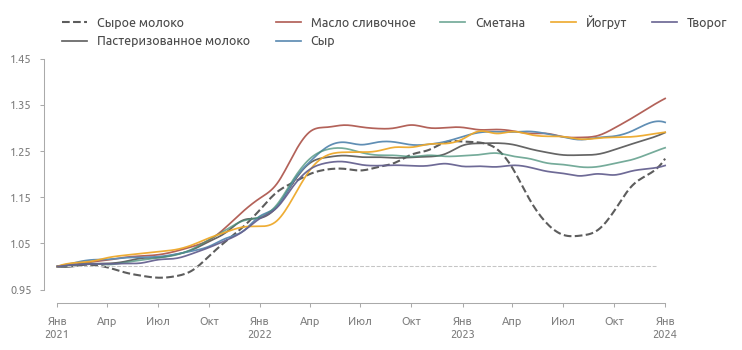 Сырое молоко Масло сливочное Сметана Йогрут Творог
Пастеризованное молоко Сыр
1.45
1.35
1.25
1.15
1.05
0.95
Янв Апр Июл Окт Янв Апр Июл Окт Янв Апр Июл Окт Янв
2021 2022 2023 2024